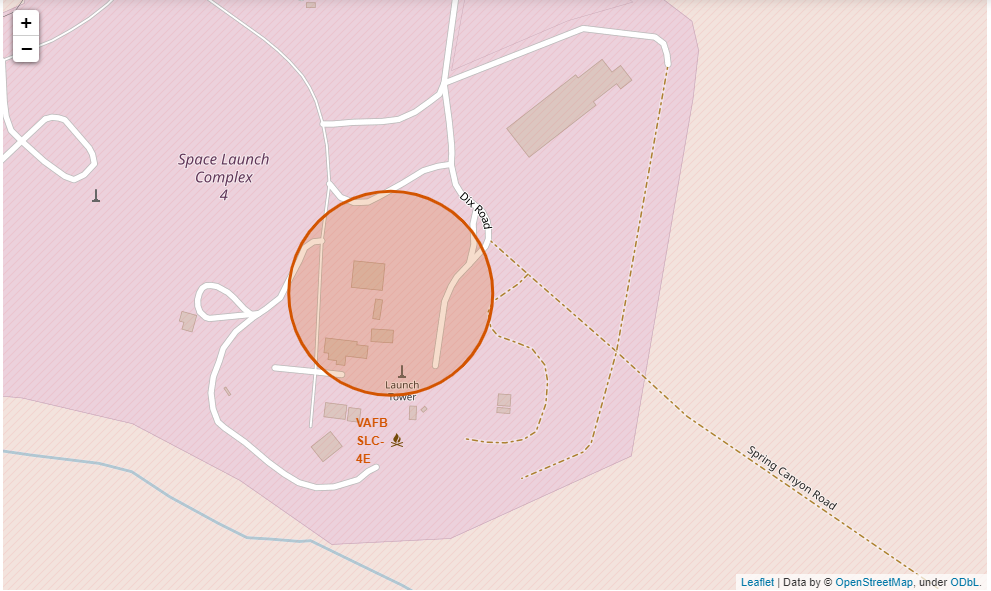 +
−
Space Launch
Complex
4
Dix Road
Launch
Tower
VAFB
SLC-
4E
Spring Canyon Road
Leaflet | Data by © OpenStreetMap, under ODbL.